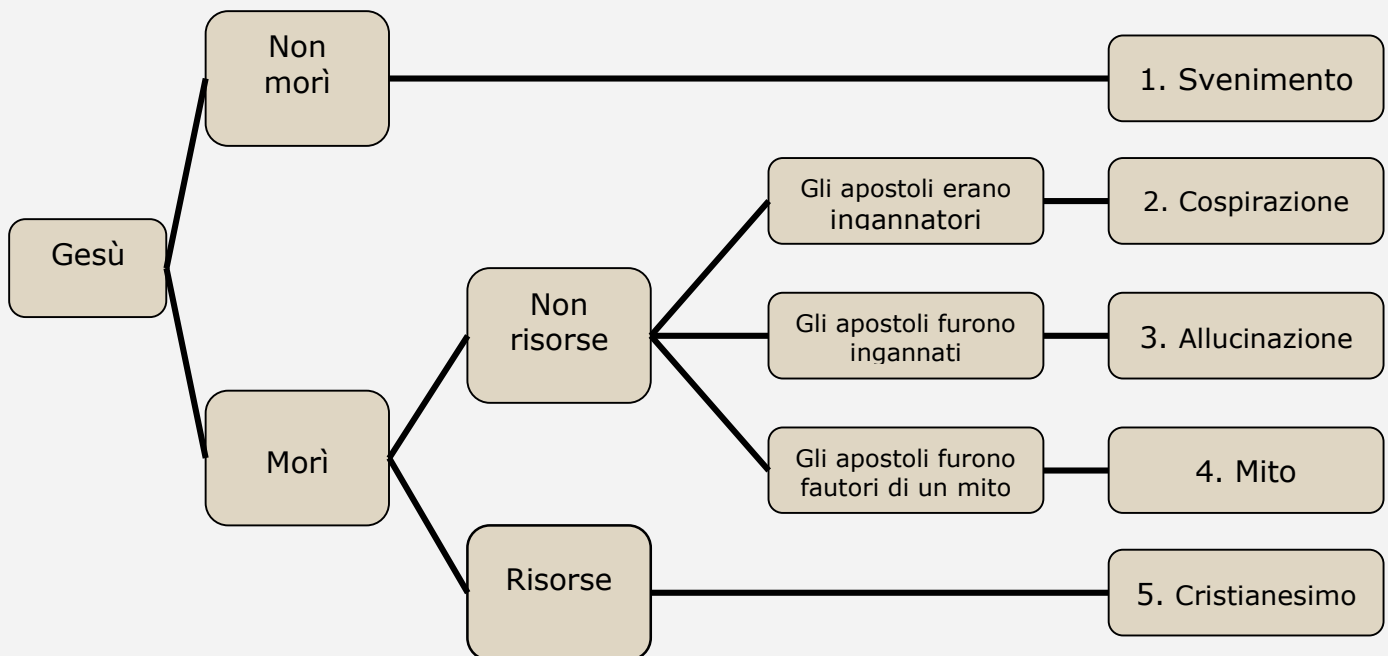 Non
morì
1. Svenimento
Gli apostoli erano
ingannatori
2. Cospirazione
Gesù
Non
risorse
Gli apostoli furono
ingannati
3. Allucinazione
Morì
Gli apostoli furono
fautori di un mito
4. Mito
Risorse
5. Cristianesimo